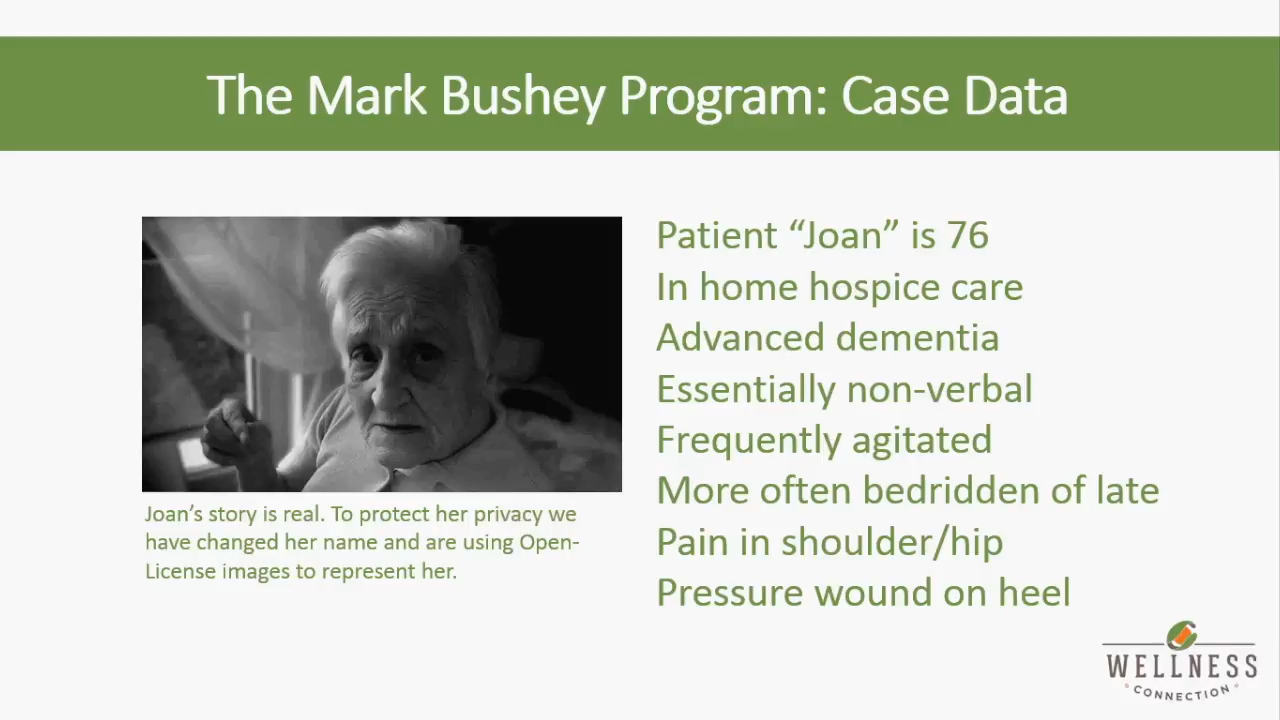 The Mark Bushey Program: Case Data
Patient “Joan” is 76
In home hospice care
Advanced dementia
Essentially non-verbal
Frequently agitated
More often bedridden of late
Pain in shoulder/hip
Pressure wound on heel
Joan’s story is real. To protect her privacy we
have changed her name and are using Open-
License images to represent her.
WELLNESS
CONNECTION